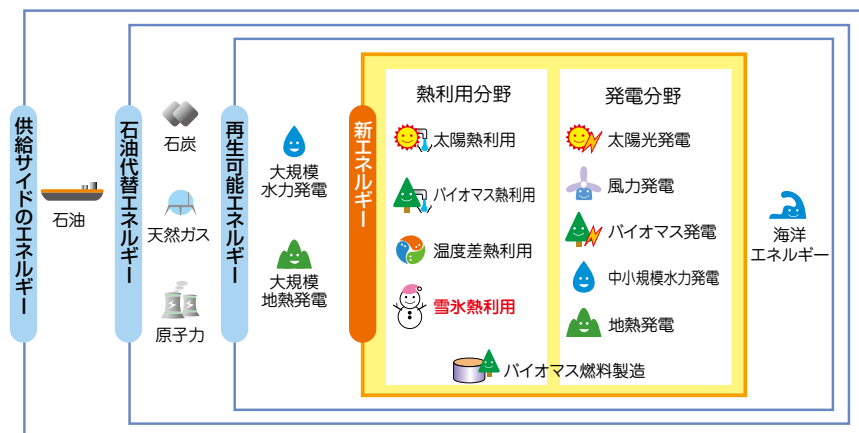 供給サイドのエネルギー
石油
石油代替エネルギー
石炭
天然ガス
原子力
再生可能エネルギー
大規模
水力発電
大規模
地熱発電
新エネルギー
熱利用分野
太陽熱利用
バイオマス熱利用
温度差熱利用
雪氷熱利用
発電分野
太陽光発電
風力発電
バイオマス発電
中小規模水力発電
地熱発電
バイオマス燃料製造
海洋
エネルギー